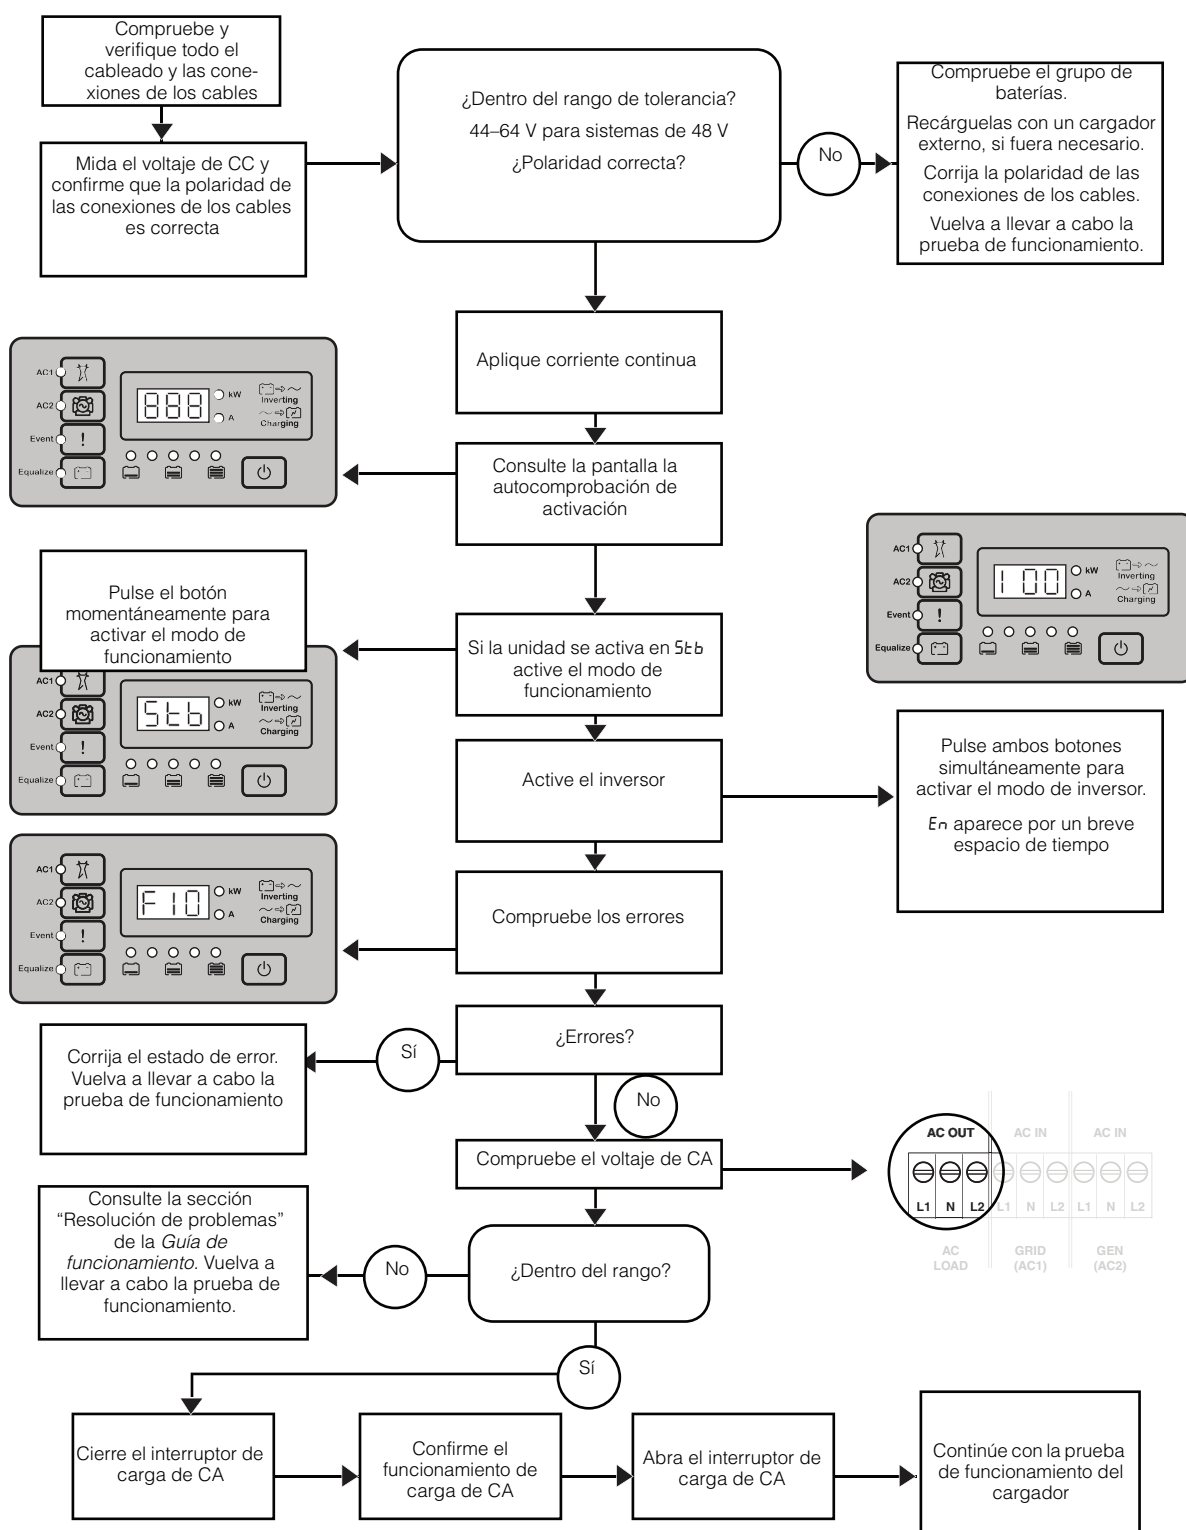 Compruebe y
verifique todo el
cableado y las cone-
xiones de los cables
Mida el voltaje de CC y
confirme que la polaridad de
las conexiones de los cables
es correcta
¿Dentro del rango de tolerancia?
44–64 V para sistemas de 48 V
¿Polaridad correcta?
No
Compruebe el grupo de
baterías.
Recárguelas con un cargador
externo, si fuera necesario.
Corrija la polaridad de las
conexiones de los cables.
Vuelva a llevar a cabo la
prueba de funcionamiento.
Aplique corriente continua
AC1
AC2
Event
Equalize
888
kW
A
Inverting
Charging
Consulte la pantalla la
autocomprobación de
activación
Pulse el botón
momentáneamente para
activar el modo de
funcionamiento
AC1
AC2
Event
Equalize
Stb
kW
A
Inverting
Charging
Si la unidad se activa en Stb
active el modo de
funcionamiento
AC1
AC2
Event
Equalize
! 
100
kW
A
Inverting
Charging
Active el inversor
Pulse ambos botones
simultáneamente para
activar el modo de inversor.
En aparece por un breve
espacio de tiempo
AC1
AC2
Event
Equalize
F10
kW
A
Inverting
Charging
Compruebe los errores
¿Errores?
Sí
Corrija el estado de error.
Vuelva a llevar a cabo la
prueba de funcionamiento
No
Compruebe el voltaje de CA
AC OUT AC IN AC IN
L1 N L2 L1 N L2 L1 N L2
AC
LOAD
GRID
(AC1)
GEN
(AC2)
¿Dentro del rango?
No
Consulte la sección
“Resolución de problemas”
de la Guía de
funcionamiento. Vuelva a
llevar a cabo la prueba de
funcionamiento.
Sí
Cierre el interruptor de
carga de CA
Confirme el
funcionamiento de
carga de CA
Abra el interruptor de
carga de CA
Continúe con la prueba
de funcionamiento del
cargador